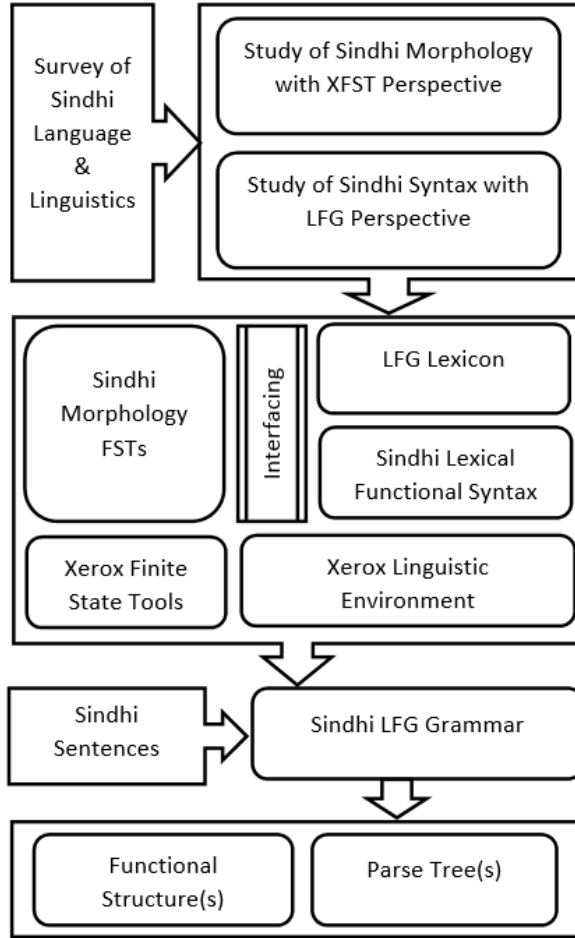 Survey of
Sindhi
Language
&
Linguistics
Study of Sindhi Morphology
with XFST Perspective
Study of Sindhi Syntax with
LFG Perspective
Sindhi
Morphology
FSTs
Interfacing
LFG Lexicon
Sindhi Lexical
Functional Syntax
Xerox Finite
State Tools
Xerox Linguistic
Environment
Sindhi
Sentences
Sindhi LFG Grammar
Functional
Structure(s)
Parse Tree(s)